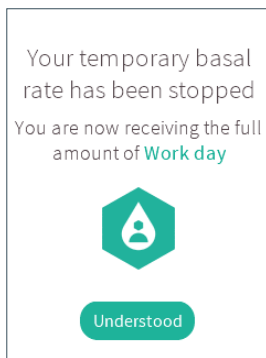 Your temporary basal
rate has been stopped
You are now receiving the full
amount of Work day
Understood